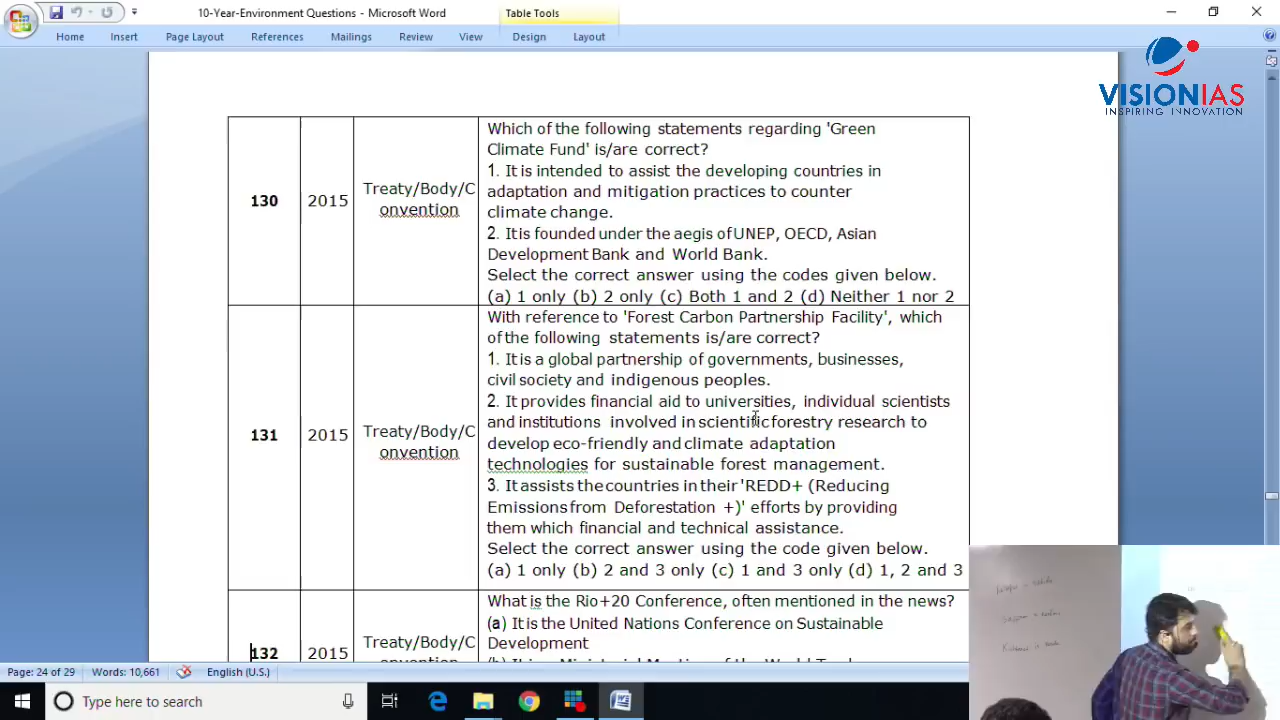 10-Year-Environment Questions - Microsoft Word
Table Tools
Home
Insert
Page Layout
References
Mailings
Review
View
Design
Layout
VISIONIAS
INSPIRING INNOVATION
130
2015
Treaty/Body/C
onvention
Which of the following statements regarding 'Green
Climate Fund' is/are correct?
1. It is intended to assist the developing countries in
adaptation and mitigation practices to counter
climate change.
2. It is founded under the aegis of UNEP, OECD, Asian
Development Bank and World Bank.
Select the correct answer using the codes given below.
(a) 1 only (b) 2 only (c) Both 1 and 2 (d) Neither 1 nor 2
131
2015
Treaty/Body/C
onvention
With reference to 'Forest Carbon Partnership Facility', which
of the following statements is/are correct?
1. It is a global partnership of governments, businesses,
civil society and indigenous peoples.
2. It provides financial aid to universities, individual scientists
and institutions involved in scientific forestry research to
develop eco-friendly and climate adaptation
technologies for sustainable forest management.
3. It assists the countries in their 'REDD+ (Reducing
Emissions from Deforestation +)' efforts by providing
them which financial and technical assistance.
Select the correct answer using the code given below.
(a) 1 only (b) 2 and 3 only (c) 1 and 3 only (d) 1, 2 and 3
132
2015
Treaty/Body/C
What is the Rio+20 Conference, often mentioned in the news?
(a) It is the United Nations Conference on Sustainable
Development
Page: 24 of 29
Words: 10,661
English (U.S.)
Type here to search